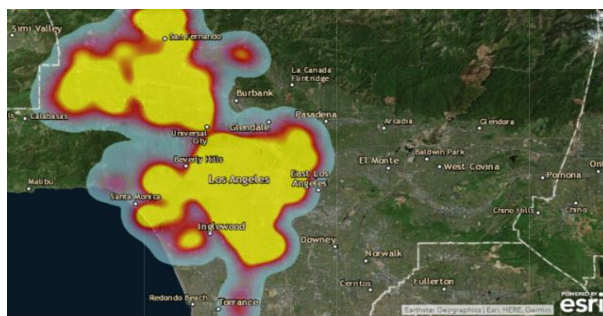 Simi Valley
San Fernando
La Canada
Flintridge
Burbank
Calabasas
Glendale
Pasadena
Arcadia
Glendora
Universal
City
Beverly Hills
Baldwin Park
El Monte
West Covina
East Los
Angeles
Los Angeles
Pomona
Malibu
Santa Monica
Chino Hills
Chino
Inglewood
Downey
Norwalk
Redondo Beach
Torrance
Cerritos
Fullerton
POWERED BY
esri
Earthstar Geographics | Esri, HERE, Garmin